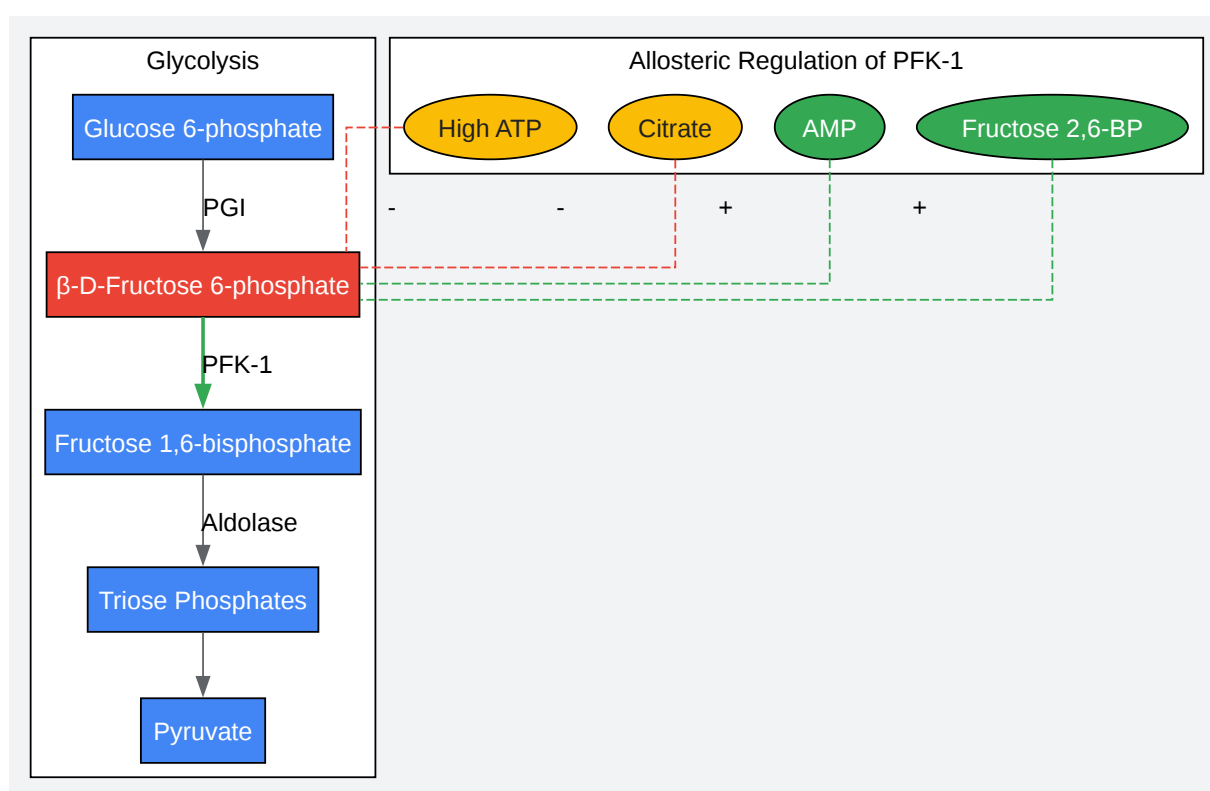 Glycolysis
Allosteric Regulation of PFK-1
Glucose 6-phosphate
High ATP
Citrate
AMP
Fructose 2,6-BP
PGI
-
-
+
+
β-D-Fructose 6-phosphate
PFK-1
Fructose 1,6-bisphosphate
Aldolase
Triose Phosphates
Pyruvate